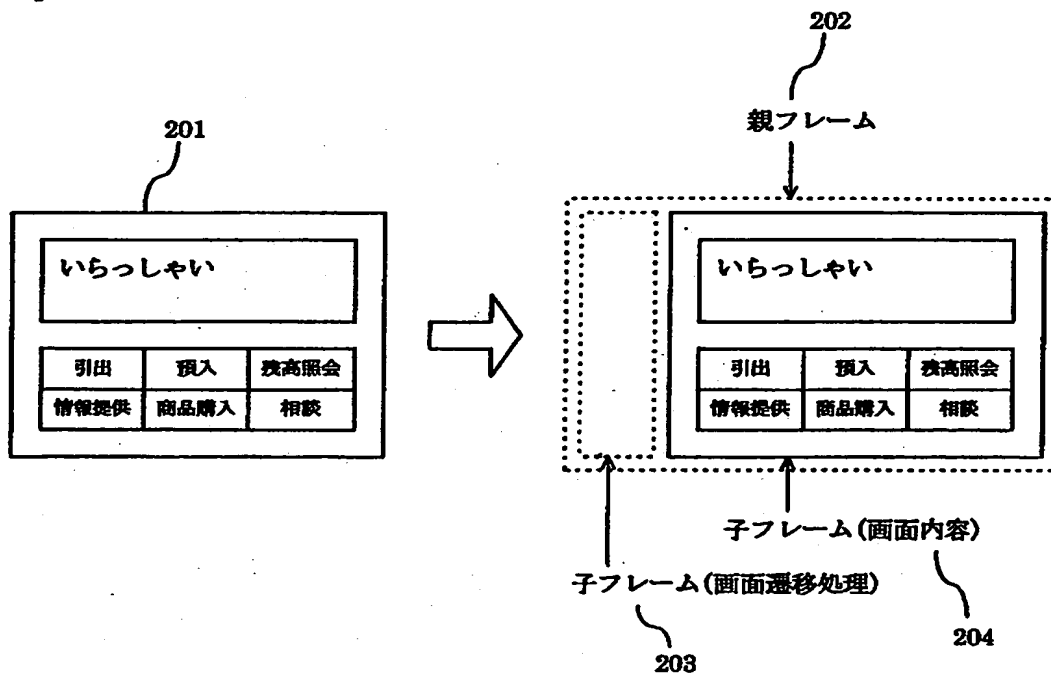 202
親フレーム
201
いらっしゃい
引出 預入 残高照会
情報提供 商品購入 相談
いらっしゃい
引出 預入 残高照会
情報提供 商品購入 相談
子フレーム(画面内容)
204
子フレーム(画面遷移処理)
203